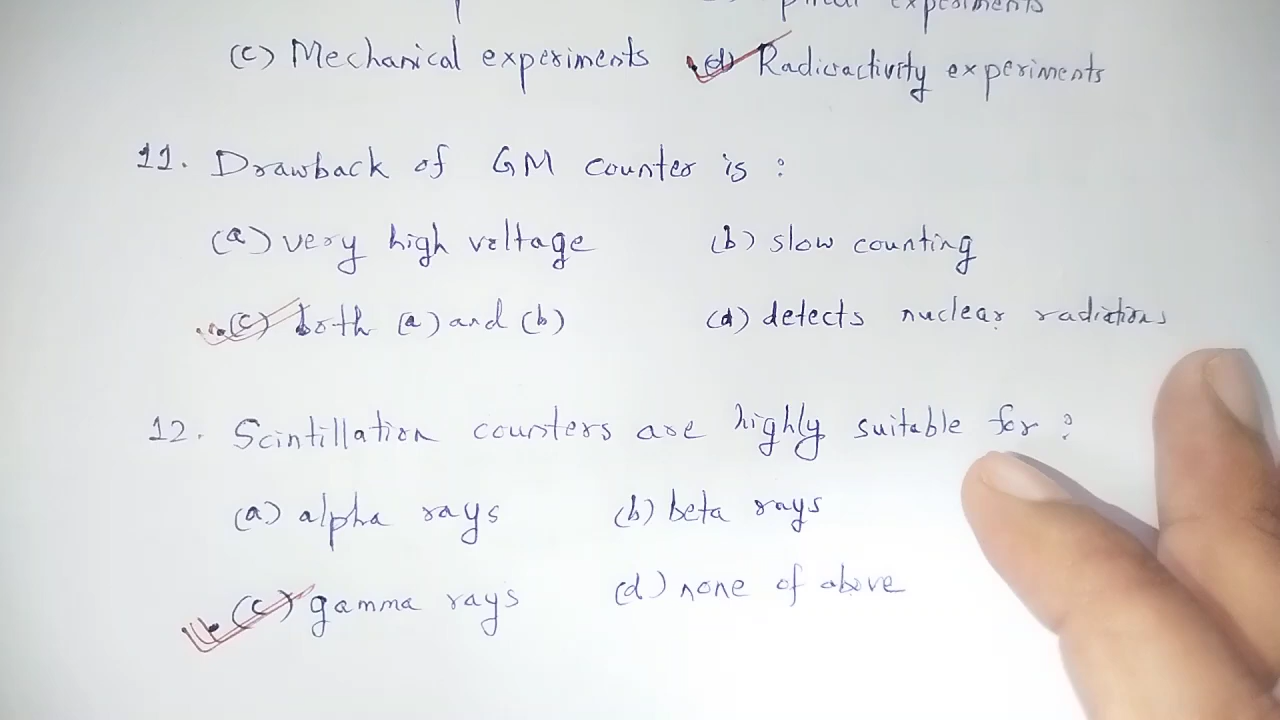 experiments
(c) Mechanical experiments (d) Radioactivity experiments
11. Drawback of GM counter is :
(a) very high voltage (b) slow counting
(c) both (a) and (b) (d) detects nuclear radiations
12. Scintillation counters are highly suitable for ?
(a) alpha rays (b) beta rays
(c) gamma rays (d) none of above